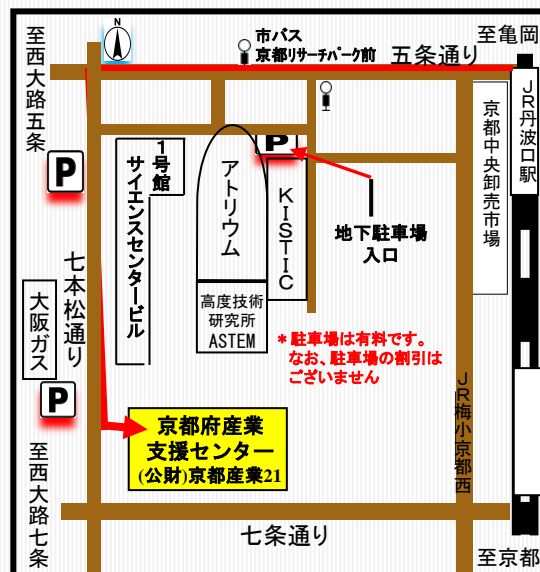 N
至亀岡
市バス
京都リサーチパーク前
五条通り
至西大路五条
JR丹波口駅
京都中央卸売市場
P
P
1号館
サイエンスセンタービル
アトリウム
KISTIC
地下駐車場
入口
七本松通り
大阪ガス
高度技術
研究所
ASTEM
*駐車場は有料です。
なお、駐車場の割引は
ございません
P
JR梅小京都西
京都府産業
支援センター
(公財)京都産業21
至西大路七条
七条通り
至京都